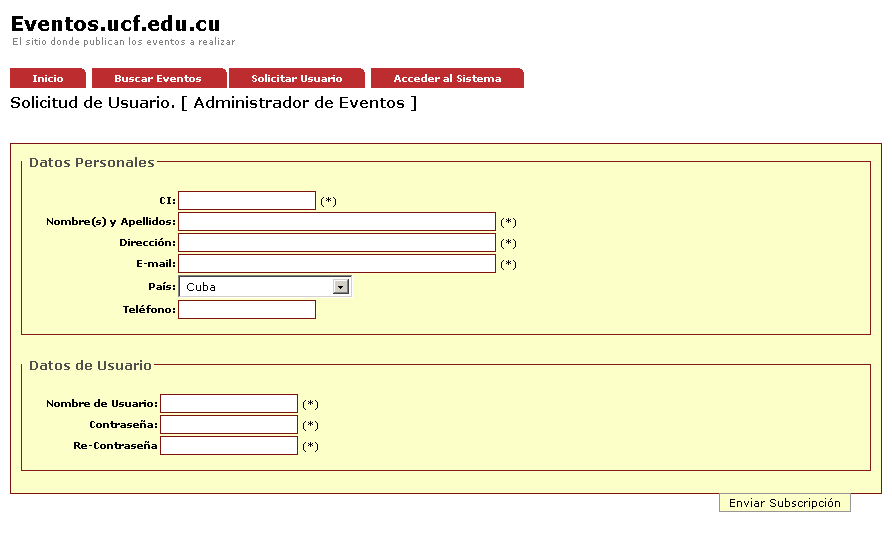 Eventos.ucf.edu.cu
El sitio donde publican los eventos a realizar
Inicio Buscar Eventos Solicitar Usuario Acceder al Sistema
Solicitud de Usuario. [ Administrador de Eventos ]
Datos Personales
CI: (*)
Nombre(s) y Apellidos: (*)
Dirección: (*)
E-mail: (*)
País: Cuba
Teléfono:
Datos de Usuario
Nombre de Usuario: (*)
Contraseña: (*)
Re-Contraseña (*)
Enviar Subscripción